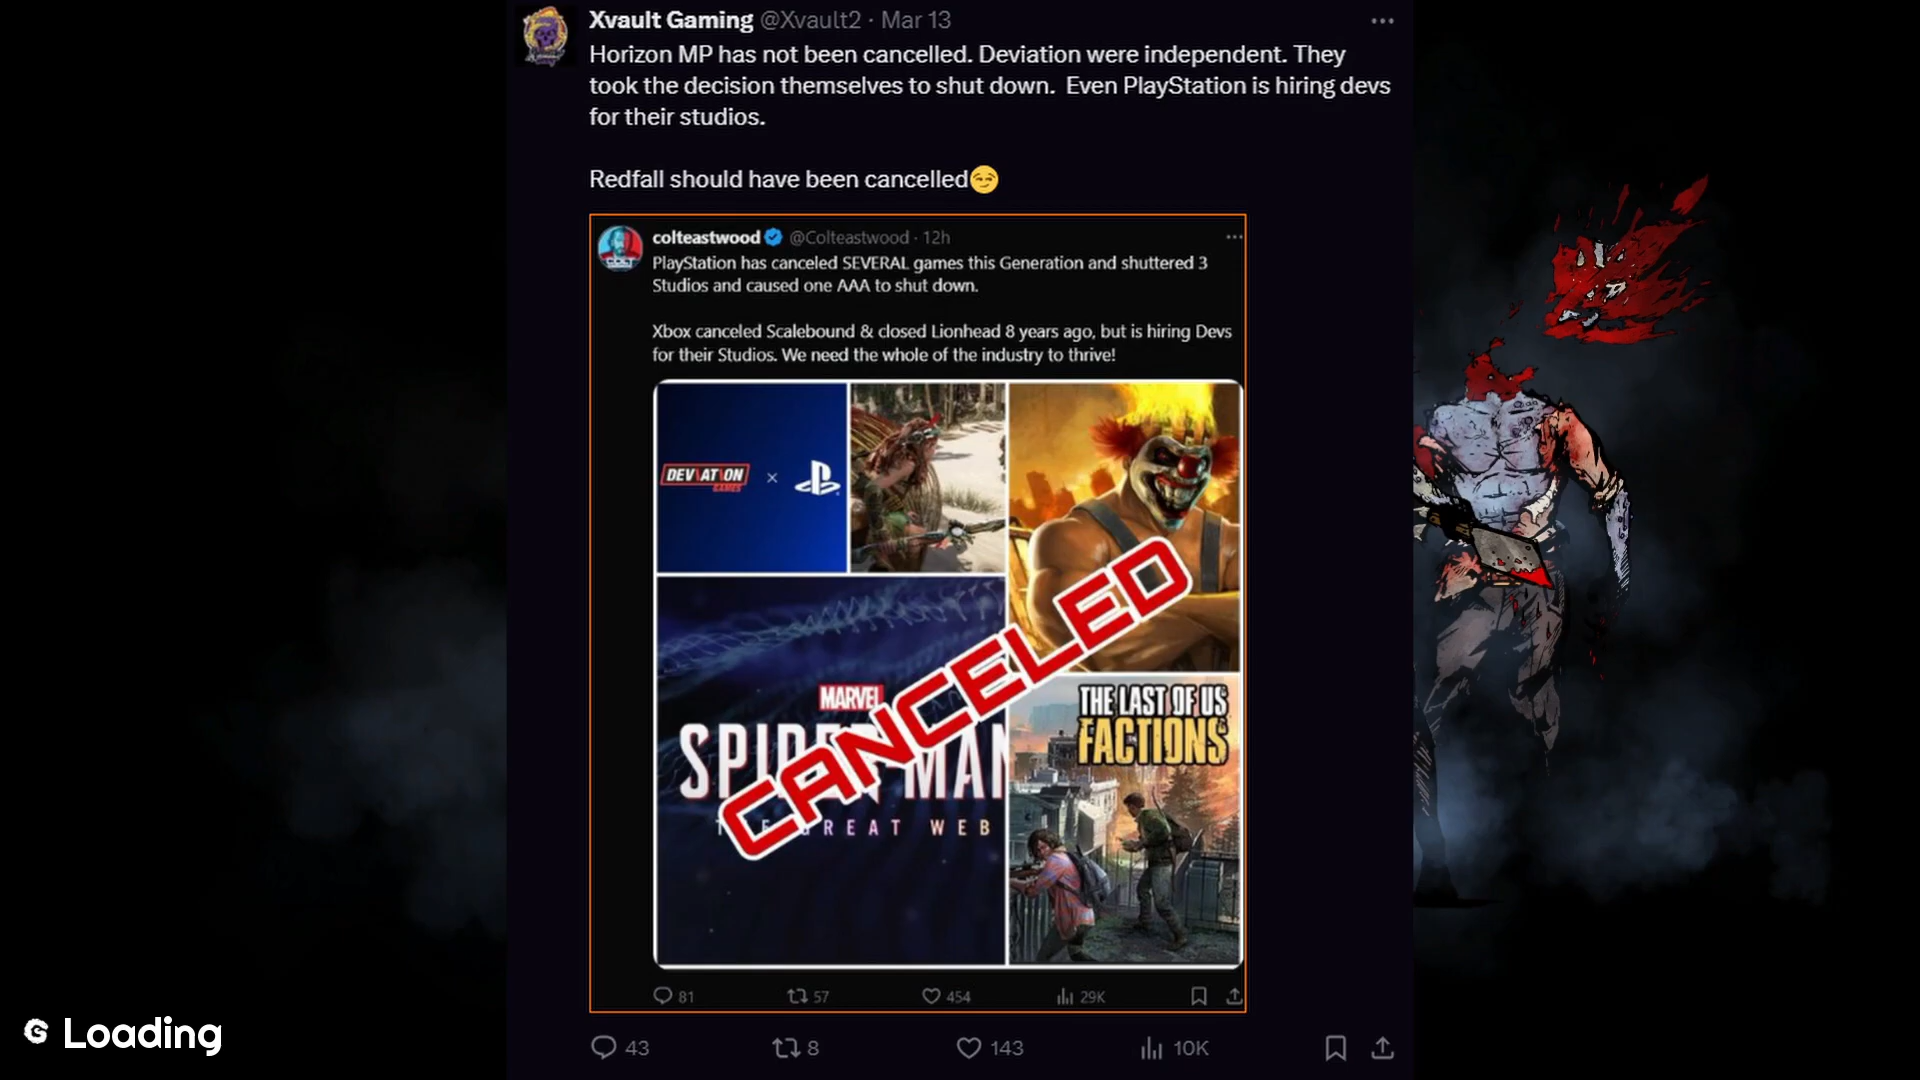 Xvault Gaming @Xvault2 · Mar 13
Horizon MP has not been cancelled. Deviation were independent. They
took the decision themselves to shut down. Even PlayStation is hiring devs
for their studios.
Redfall should have been cancelled😏
colteastwood @Colteastwood · 12h
PlayStation has canceled SEVERAL games this Generation and shuttered 3
Studios and caused one AAA to shut down.
Xbox canceled Scalebound & closed Lionhead 8 years ago, but is hiring Devs
for their Studios. We need the whole of the industry to thrive!
DEVIATION
GAMES
×
MARVEL
CANCELED
GREAT WEB
THE LAST OF US
FACTIONS
81 57 454 29K
43 8 143 10K
Loading